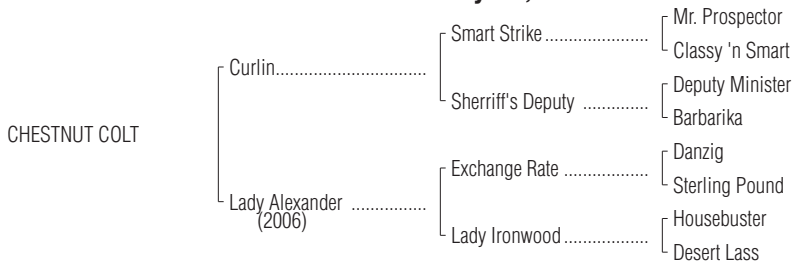 Mr. Prospector
Smart Strike ......................
Classy 'n Smart
Curlin................................
Deputy Minister
Sherriff's Deputy ..............
Barbarika
CHESTNUT COLT
Danzig
Exchange Rate ..................
Sterling Pound
Lady Alexander ................
(2006)
Housebuster
Lady Ironwood..................
Desert Lass